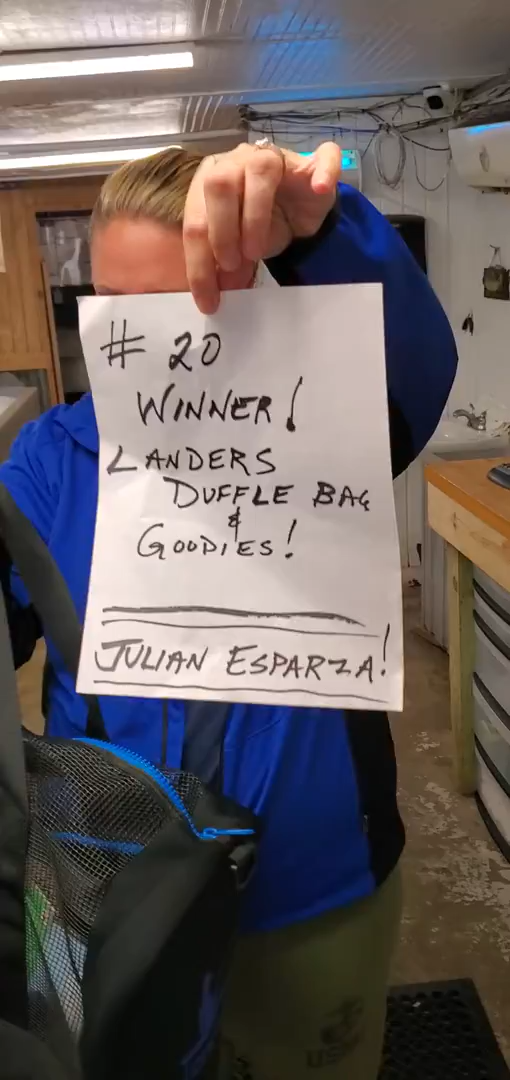 # 20
WINNER!
LANDERS
DUFFLE BAG
&
GOODIES!
JULIAN ESPARZA!